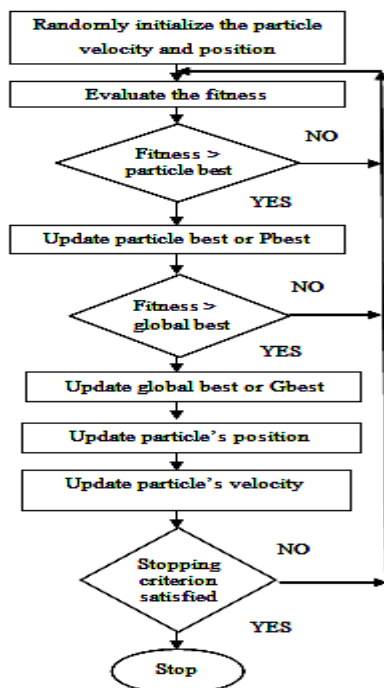 Randomly initialize the particle
velocity and position
Evaluate the fitness
NO
Fitness >
particle best
YES
Update particle best or Pbest
NO
Fitness >
global best
YES
Update global best or Gbest
Update particle's position
Update particle's velocity
NO
Stopping
criterion
satisfied
YES
Stop